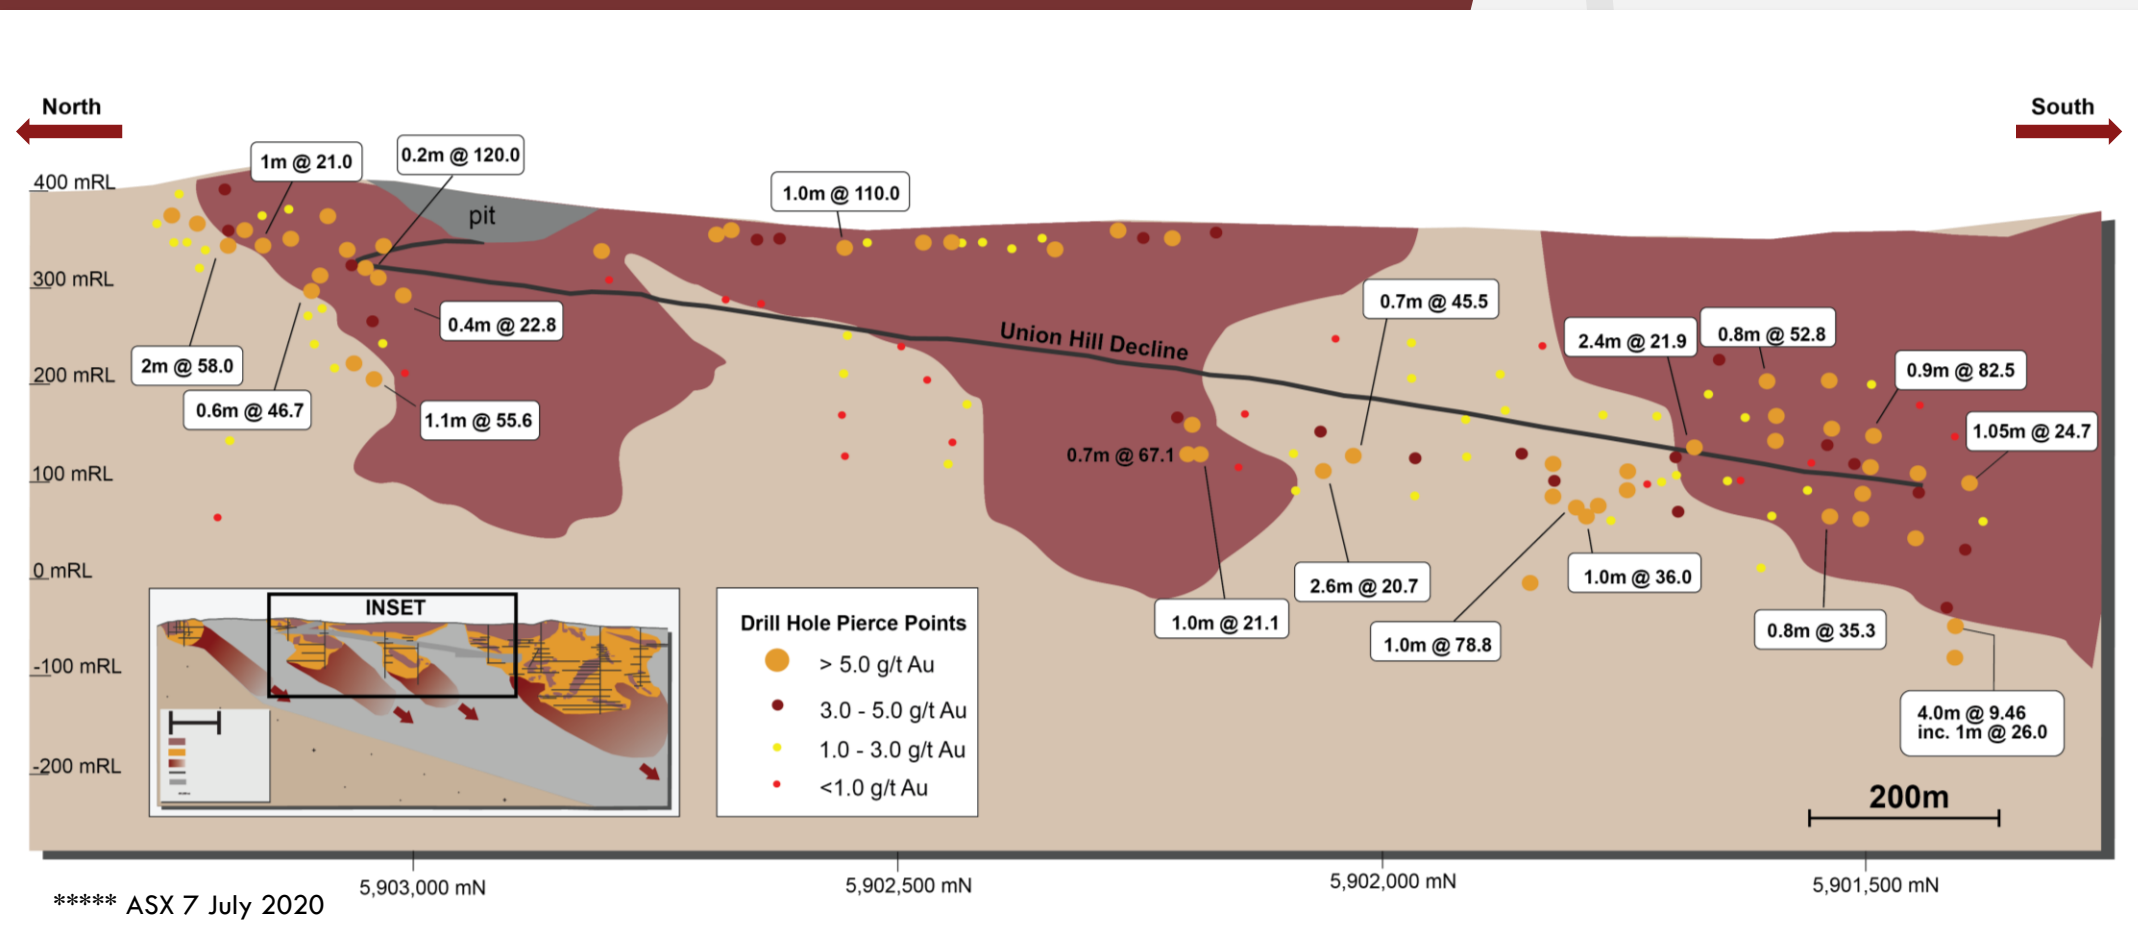 North
South
1m @ 21.0
0.2m @ 120.0
400 mRL
1.0m @ 110.0
pit
300 mRL
0.7m @ 45.5
0.4m @ 22.8
Union Hill Decline
2.4m @ 21.9
0.8m @ 52.8
2m @ 58.0
200 mRL
0.9m @ 82.5
0.6m @ 46.7
1.1m @ 55.6
1.05m @ 24.7
0.7m @ 67.1
100 mRL
0 mRL
1.0m @ 36.0
2.6m @ 20.7
INSET
1.0m @ 21.1
0.8m @ 35.3
1.0m @ 78.8
Drill Hole Pierce Points
> 5.0 g/t Au
3.0 - 5.0 g/t Au
1.0 - 3.0 g/t Au
<1.0 g/t Au
-100 mRL
4.0m @ 9.46
inc. 1m @ 26.0
-200 mRL
200m
5,903,000 mN
5,902,500 mN
5,902,000 mN
5,901,500 mN
***** ASX 7 July 2020